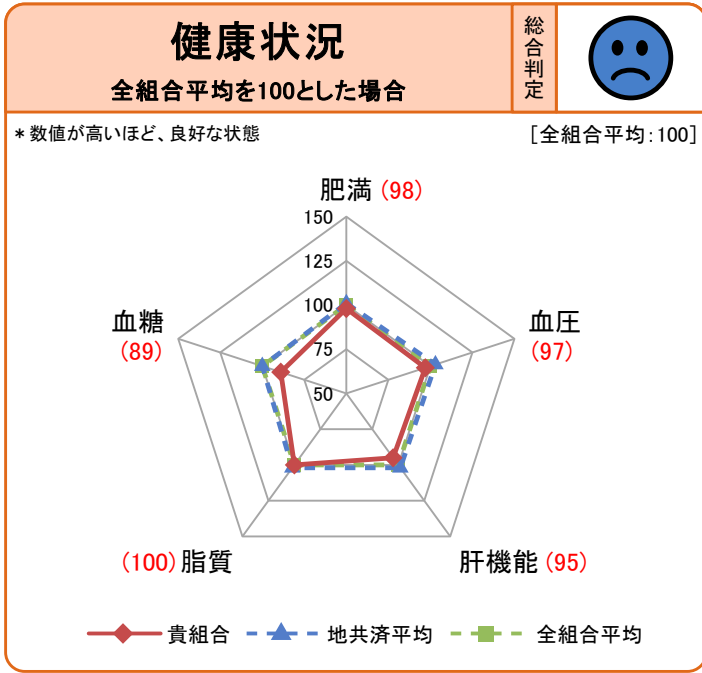 健康状況
全組合平均を100とした場合
総合判定
* 数値が高いほど、良好な状態
[全組合平均:100]
肥満 (98)
150
125
100
75
50
血糖
(89)
血圧
(97)
(100) 脂質
肝機能 (95)
貴組合 地共済平均 全組合平均